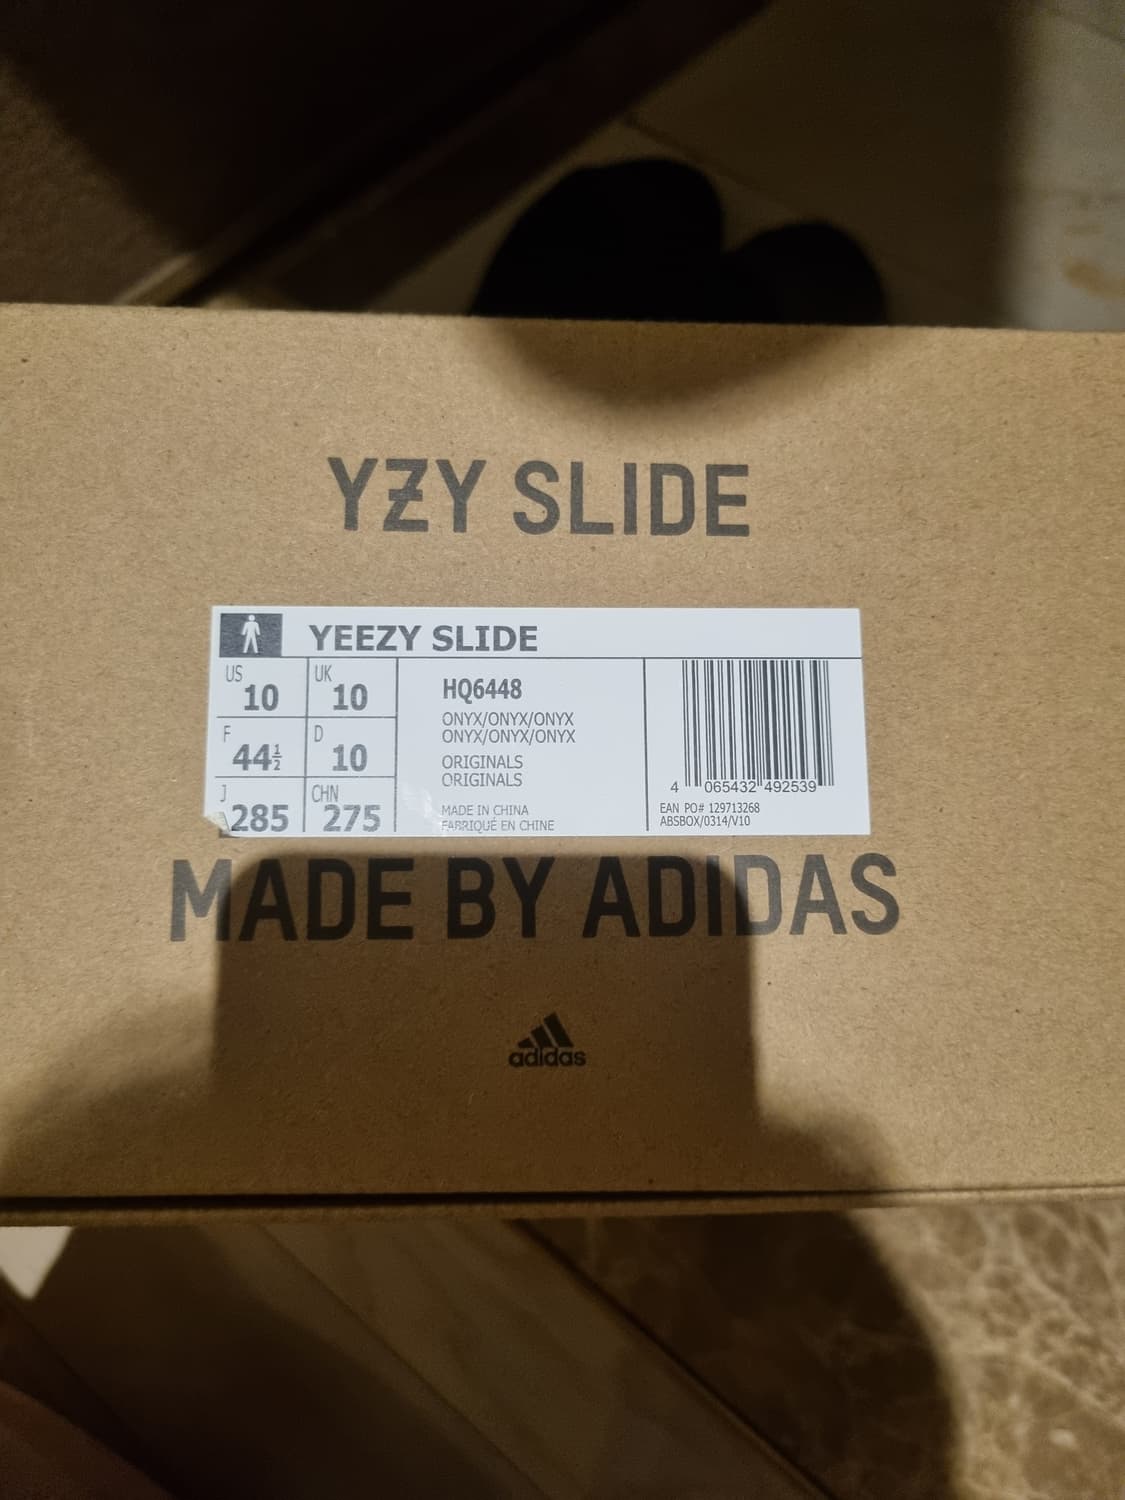 YZY SLIDE
YEEZY SLIDE
US 10 UK 10
F 44½ D 10
J 285 CHN 275
HQ6448
ONYX/ONYX/ONYX
ONYX/ONYX/ONYX
ORIGINALS
ORIGINALS
MADE IN CHINA
FABRIQUÉ EN CHINE
4 065432 492539
EAN PO# 129713268
ABSBOX/0314/V10
MADE BY ADIDAS
adidas